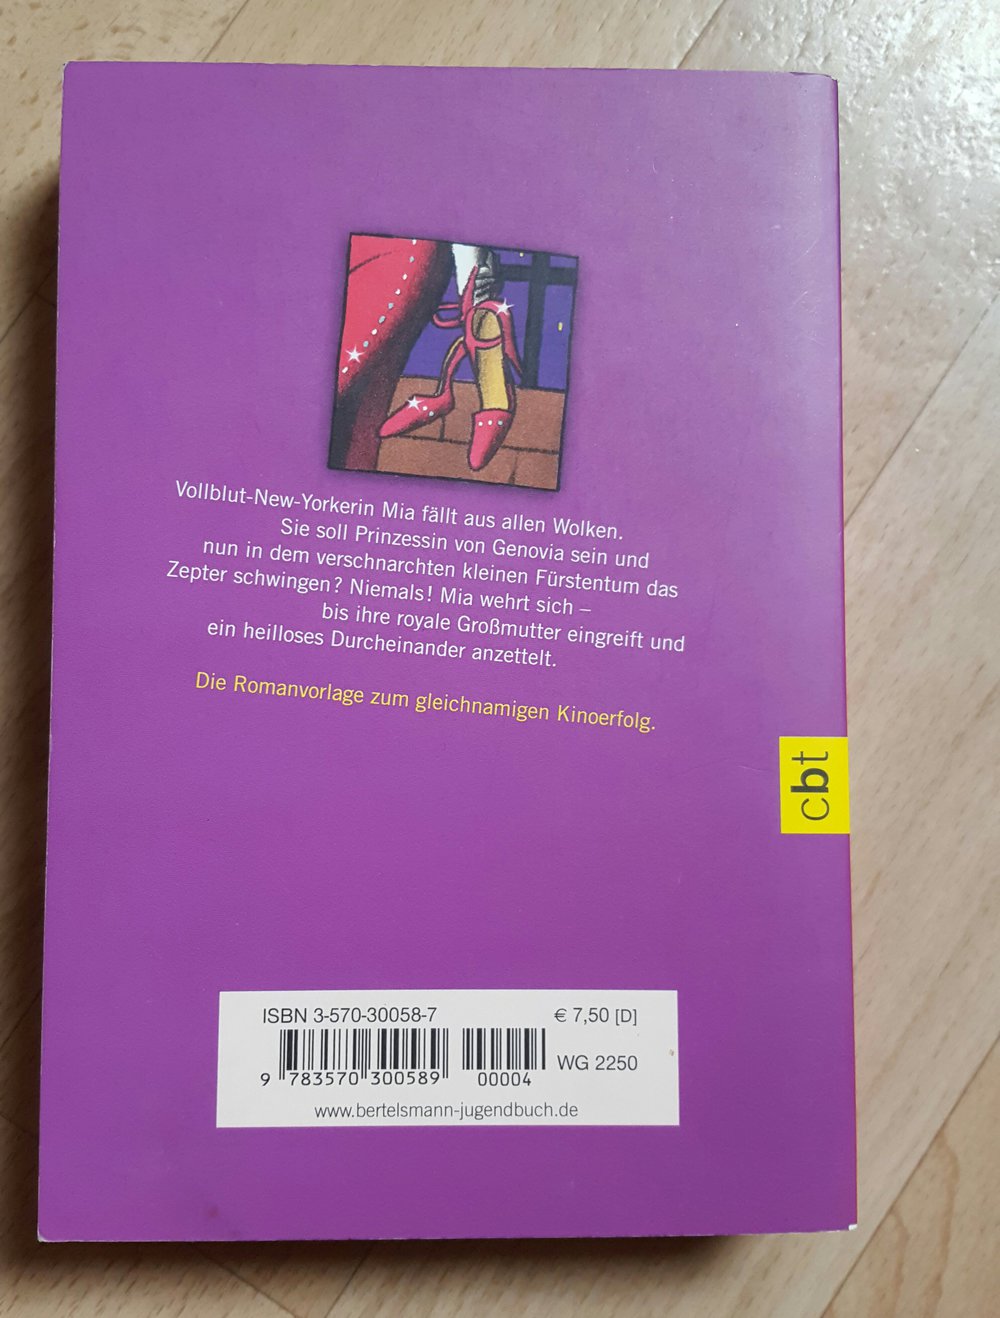 Vollblut-New-Yorkerin Mia fällt aus allen Wolken.
Sie soll Prinzessin von Genovia sein und
nun in dem verschnarchten kleinen Fürstentum das
Zepter schwingen? Niemals! Mia wehrt sich –
bis ihre royale Großmutter eingreift und
ein heilloses Durcheinander anzettelt.
Die Romanvorlage zum gleichnamigen Kinoerfolg.
cbt
ISBN 3-570-30058-7
€ 7,50 [D]
WG 2250
9 783570 300589
00004
www.bertelsmann-jugendbuch.de